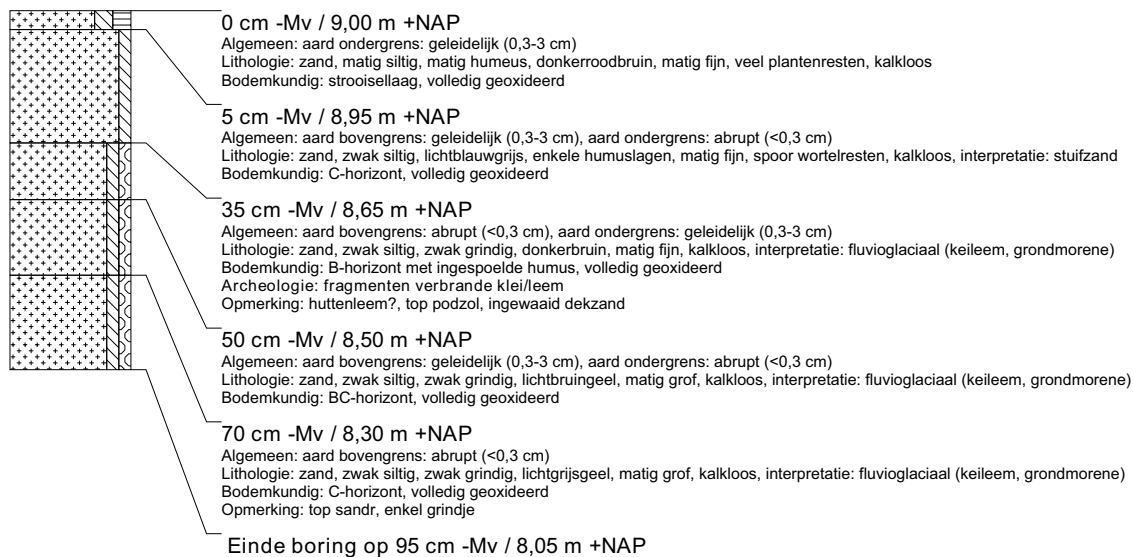 0 cm -Mv / 9,00 m +NAP
Algemeen: aard ondergrens: geleidelijk (0,3-3 cm)
Lithologie: zand, matig siltig, matig humeus, donkerroodbruin, matig fijn, veel plantenresten, kalkloos
Bodemkundig: strooisellaag, volledig geoxideerd
5 cm -Mv / 8,95 m +NAP
Algemeen: aard bovengrens: geleidelijk (0,3-3 cm), aard ondergrens: abrupt (<0,3 cm)
Lithologie: zand, zwak siltig, lichtblauwgrijs, enkele humuslagen, matig fijn, spoor wortelresten, kalkloos, interpretatie: stuifzand
Bodemkundig: C-horizont, volledig geoxideerd
35 cm -Mv / 8,65 m +NAP
Algemeen: aard bovengrens: abrupt (<0,3 cm), aard ondergrens: geleidelijk (0,3-3 cm)
Lithologie: zand, zwak siltig, zwak grindig, donkerbruin, matig fijn, kalkloos, interpretatie: fluvioglaciaal (keileem, grondmorene)
Bodemkundig: B-horizont met ingespoelde humus, volledig geoxideerd
Archeologie: fragmenten verbrande klei/leem
Opmerking: huttenleem?, top podzol, ingewaaid dekzand
50 cm -Mv / 8,50 m +NAP
Algemeen: aard bovengrens: geleidelijk (0,3-3 cm), aard ondergrens: abrupt (<0,3 cm)
Lithologie: zand, zwak siltig, zwak grindig, lichtbruingeel, matig grof, kalkloos, interpretatie: fluvioglaciaal (keileem, grondmorene)
Bodemkundig: BC-horizont, volledig geoxideerd
70 cm -Mv / 8,30 m +NAP
Algemeen: aard bovengrens: abrupt (<0,3 cm)
Lithologie: zand, zwak siltig, zwak grindig, lichtgrijsgeel, matig grof, kalkloos, interpretatie: fluvioglaciaal (keileem, grondmorene)
Bodemkundig: C-horizont, volledig geoxideerd
Opmerking: top sandr, enkel grindje
Einde boring op 95 cm -Mv / 8,05 m +NAP